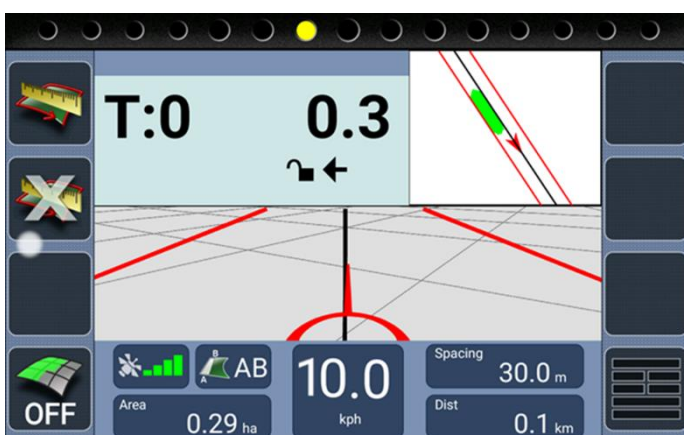 T:0 0.3
B
A AB
OFF
10.0
kph
Spacing
30.0 m
Area
0.29 ha
Dist
0.1 km